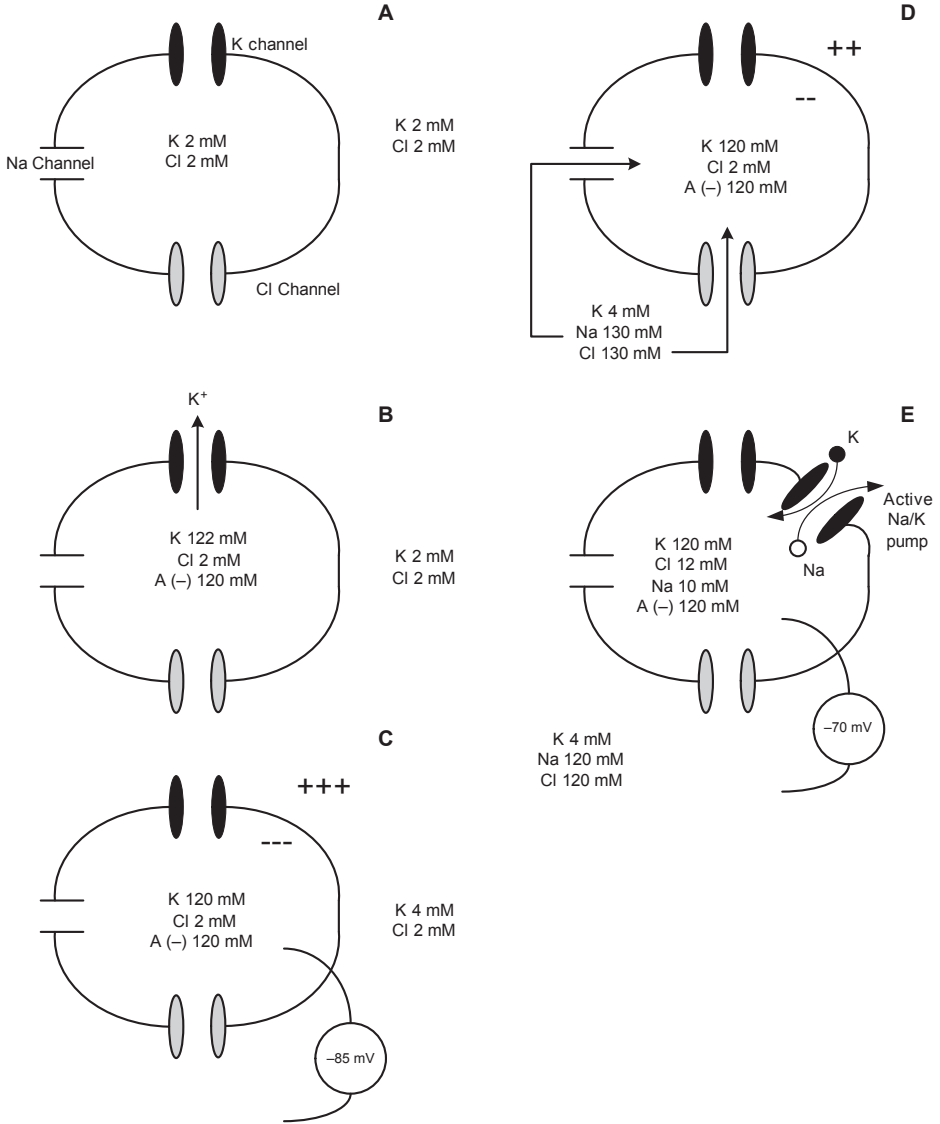 A
K channel
K 2 mM
Cl 2 mM
K 2 mM
Cl 2 mM
Na Channel
Cl Channel
B
K+
K 122 mM
Cl 2 mM
A (–) 120 mM
K 2 mM
Cl 2 mM
C
+++
---
K 120 mM
Cl 2 mM
A (–) 120 mM
K 4 mM
Cl 2 mM
–85 mV
D
++
--
K 120 mM
Cl 2 mM
A (–) 120 mM
K 4 mM
Na 130 mM
Cl 130 mM
E
K
Active
Na/K
pump
Na
K 120 mM
Cl 12 mM
Na 10 mM
A (–) 120 mM
–70 mV
K 4 mM
Na 120 mM
Cl 120 mM